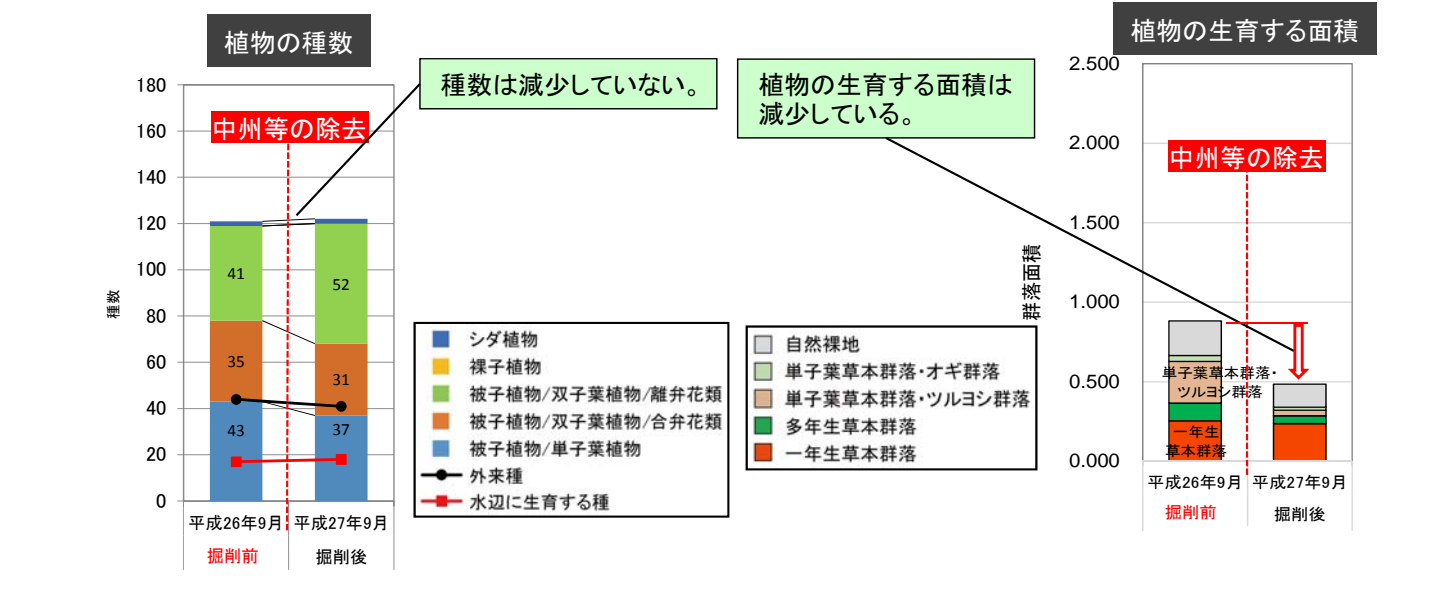 植物の種数
種数は減少していない。
中州等の除去
種数
180
160
140
120
100
80
60
40
20
0
41
35
43
52
31
37
平成26年9月
平成27年9月
掘削前
掘削後
シダ植物
裸子植物
被子植物/双子葉植物/離弁花類
被子植物/双子葉植物/合弁花類
被子植物/単子葉植物
外来種
水辺に生育する種
植物の生育する面積
植物の生育する面積は
減少している。
中州等の除去
群落面積
2.500
2.000
1.500
1.000
0.500
0.000
単子葉草本群落・
ツルヨシ群落
一年生
草本群落
平成26年9月
平成27年9月
掘削前
掘削後
自然裸地
単子葉草本群落・オギ群落
単子葉草本群落・ツルヨシ群落
多年生草本群落
一年生草本群落